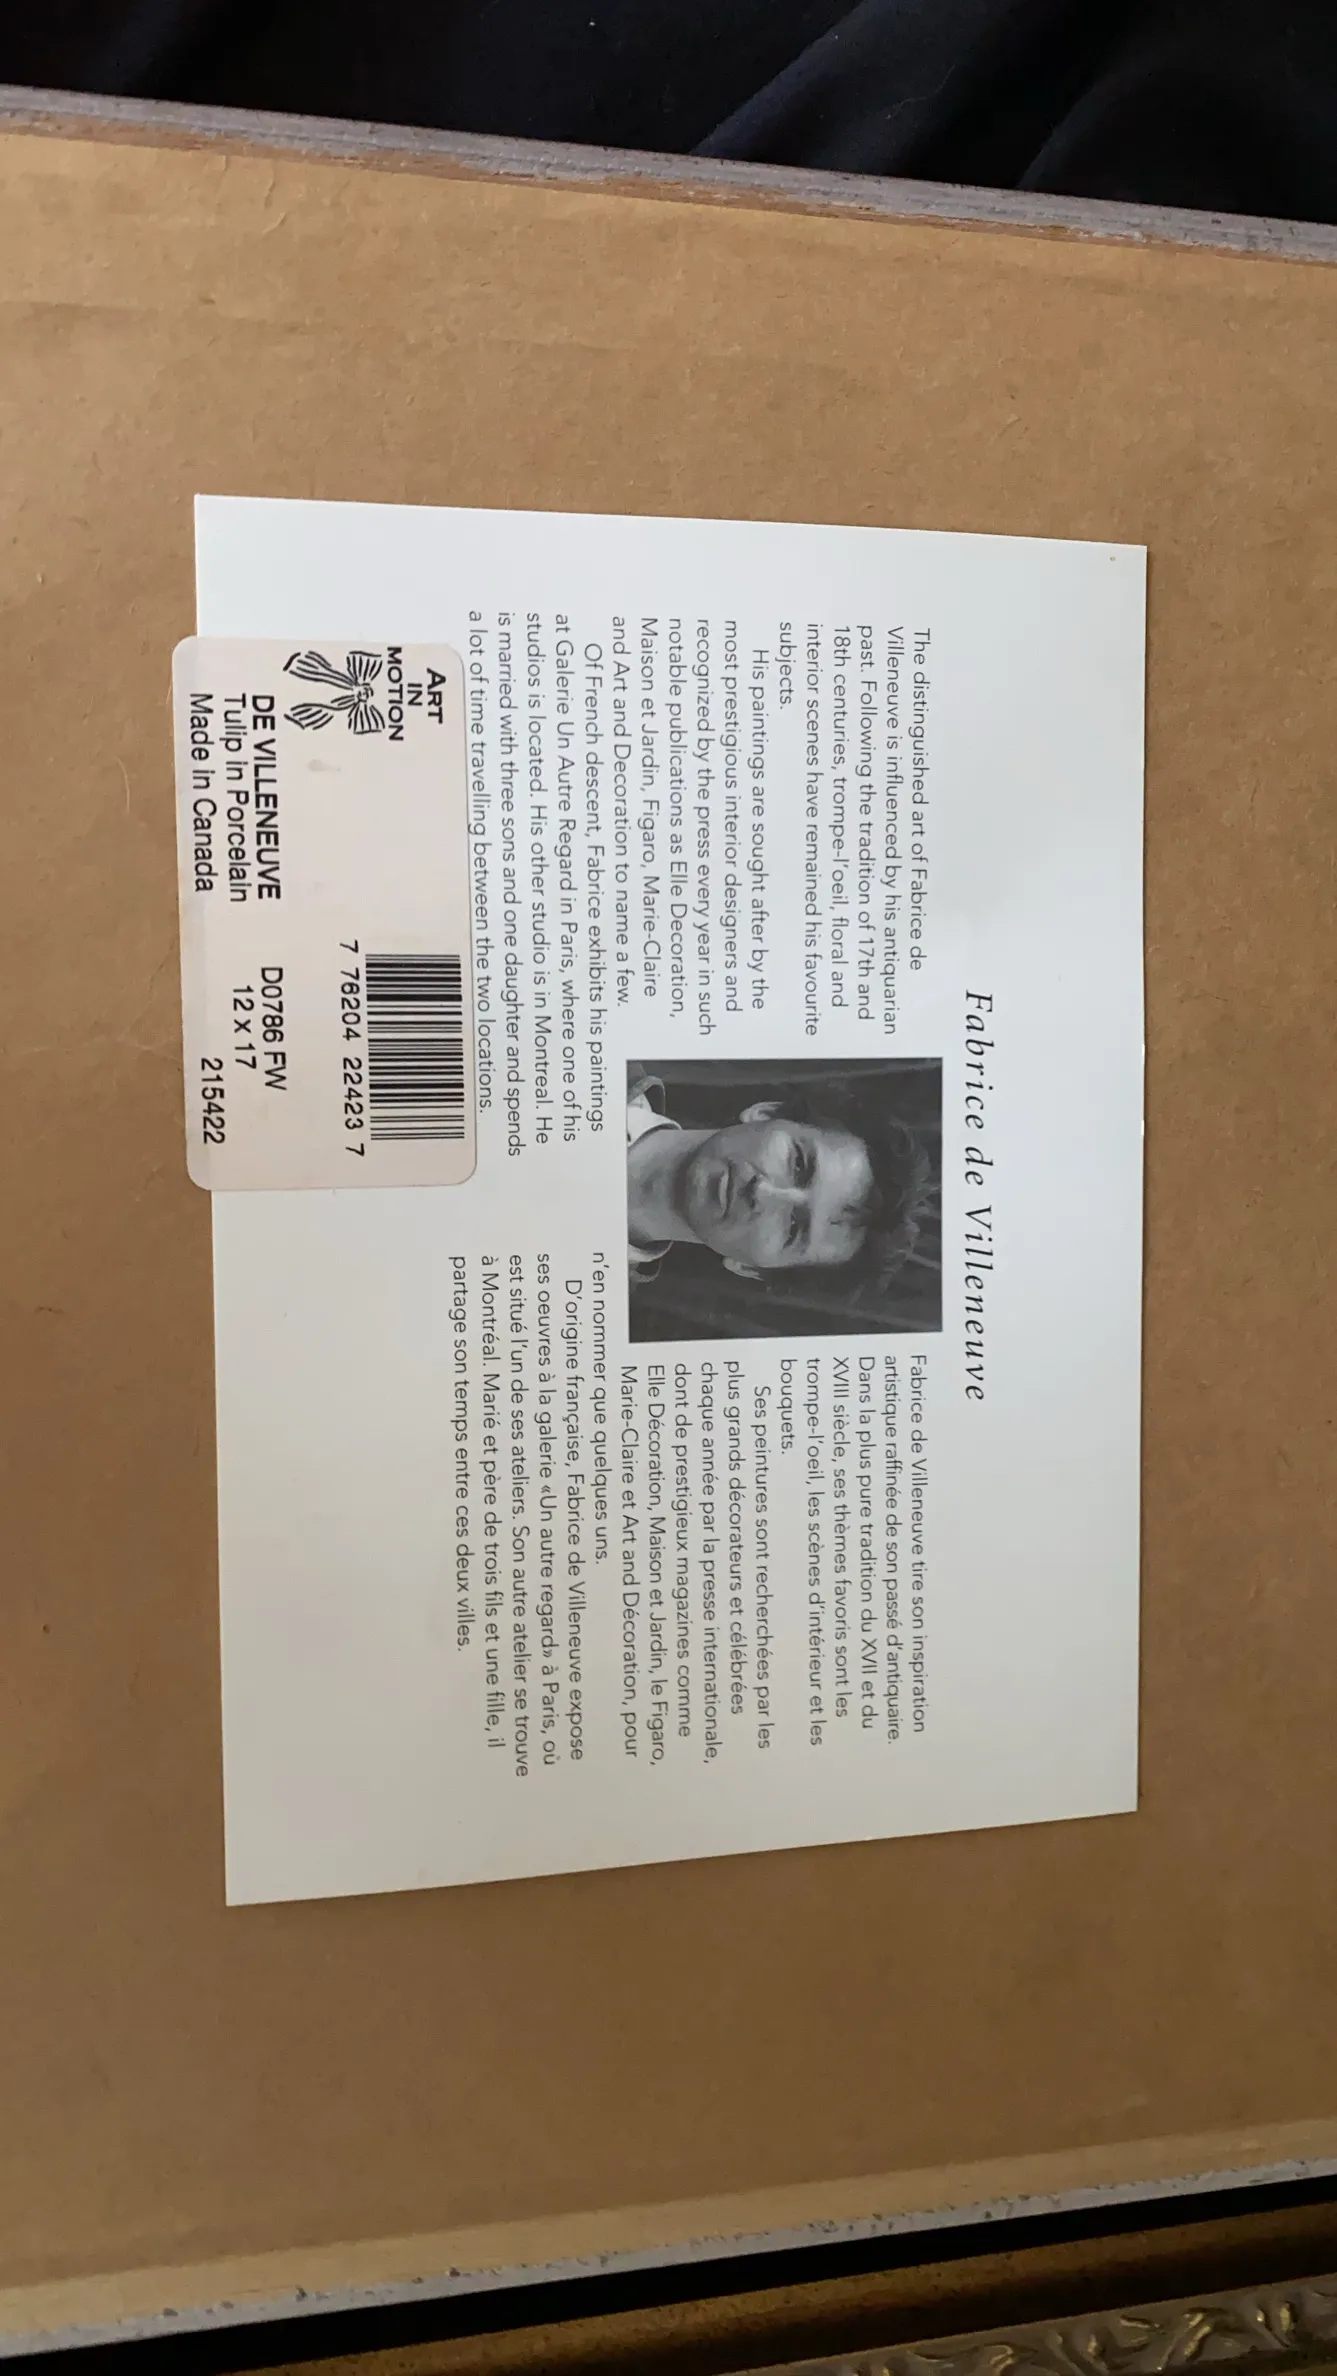 Fabrice de Villeneuve
The distinguished art of Fabrice de
Villeneuve is influenced by his antiquarian
past. Following the tradition of 17th and
18th centuries, trompe-l'oeil, floral and
interior scenes have remained his favourite
subjects.
His paintings are sought after by the
most prestigious interior designers and
recognized by the press every year in such
notable publications as Elle Decoration,
Maison et Jardin, Figaro, Marie-Claire
and Art and Decoration to name a few.
Of French descent, Fabrice exhibits his paintings
at Galerie Un Autre Regard in Paris, where one of his
studios is located. His other studio is in Montreal. He
is married with three sons and one daughter and spends
a lot of time travelling between the two locations.
Fabrice de Villeneuve tire son inspiration
artistique raffinée de son passé d'antiquaire.
Dans la plus pure tradition du XVII et du
XVIII siècle, ses thèmes favoris sont les
trompe-l'oeil, les scènes d'intérieur et les
bouquets.
Ses peintures sont recherchées par les
plus grands décorateurs et célébrées
chaque année par la presse internationale,
dont de prestigieux magazines comme
Elle Décoration, Maison et Jardin, le Figaro,
Marie-Claire et Art and Décoration, pour
n'en nommer que quelques uns.
D'origine française, Fabrice de Villeneuve expose
ses oeuvres à la galerie «Un autre regard» à Paris, où
est situé l'un de ses ateliers. Son autre atelier se trouve
à Montréal. Marié et père de trois fils et une fille, il
partage son temps entre ces deux villes.
ART
IN
MOTION
7 76204 22423 7
DE VILLENEUVE D0786 FW
Tulip in Porcelain 12 x 17
Made in Canada 215422